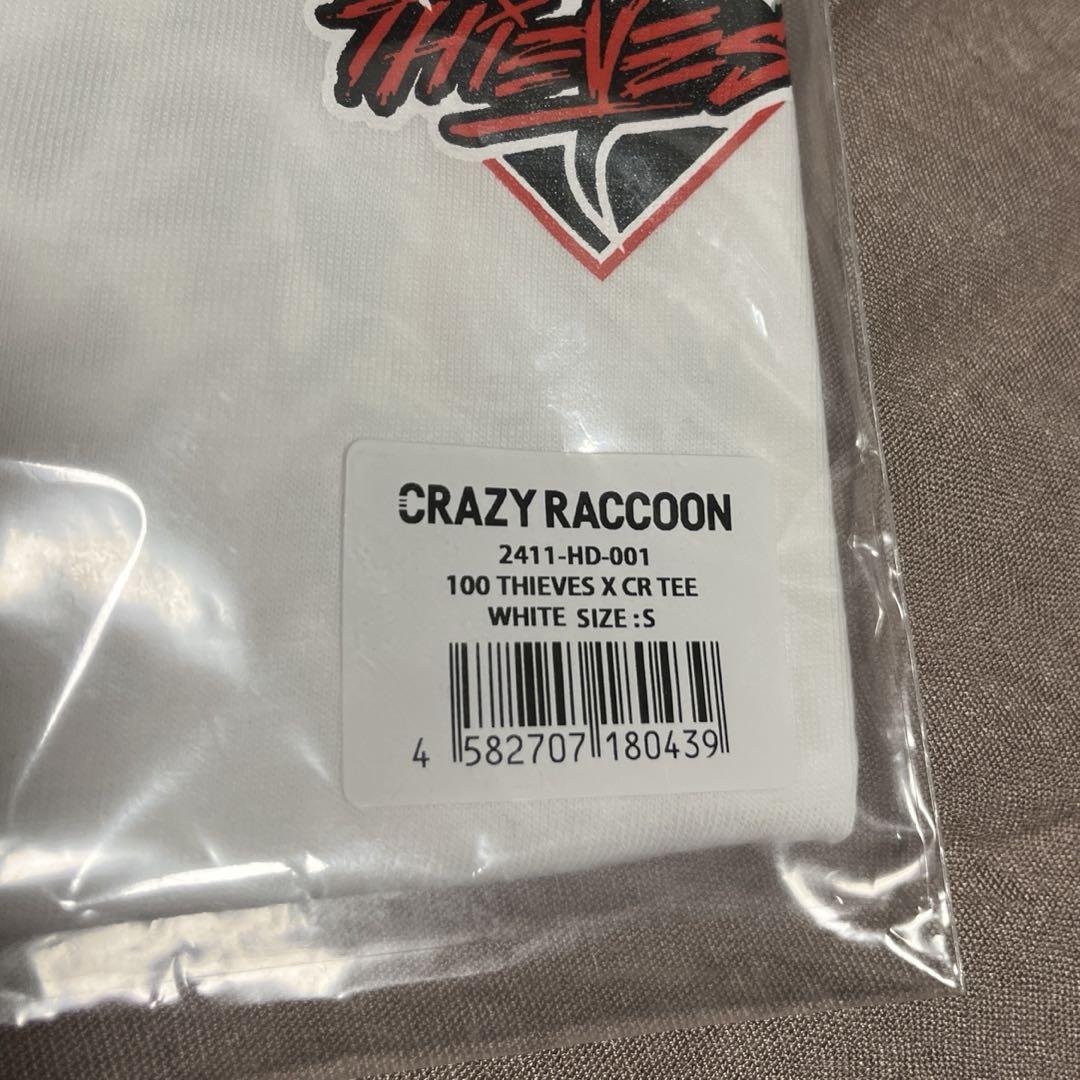 THIEVES
CRAZY RACCOON
2411-HD-001
100 THIEVES X CR TEE
WHITE SIZE:S
4 582707 180439